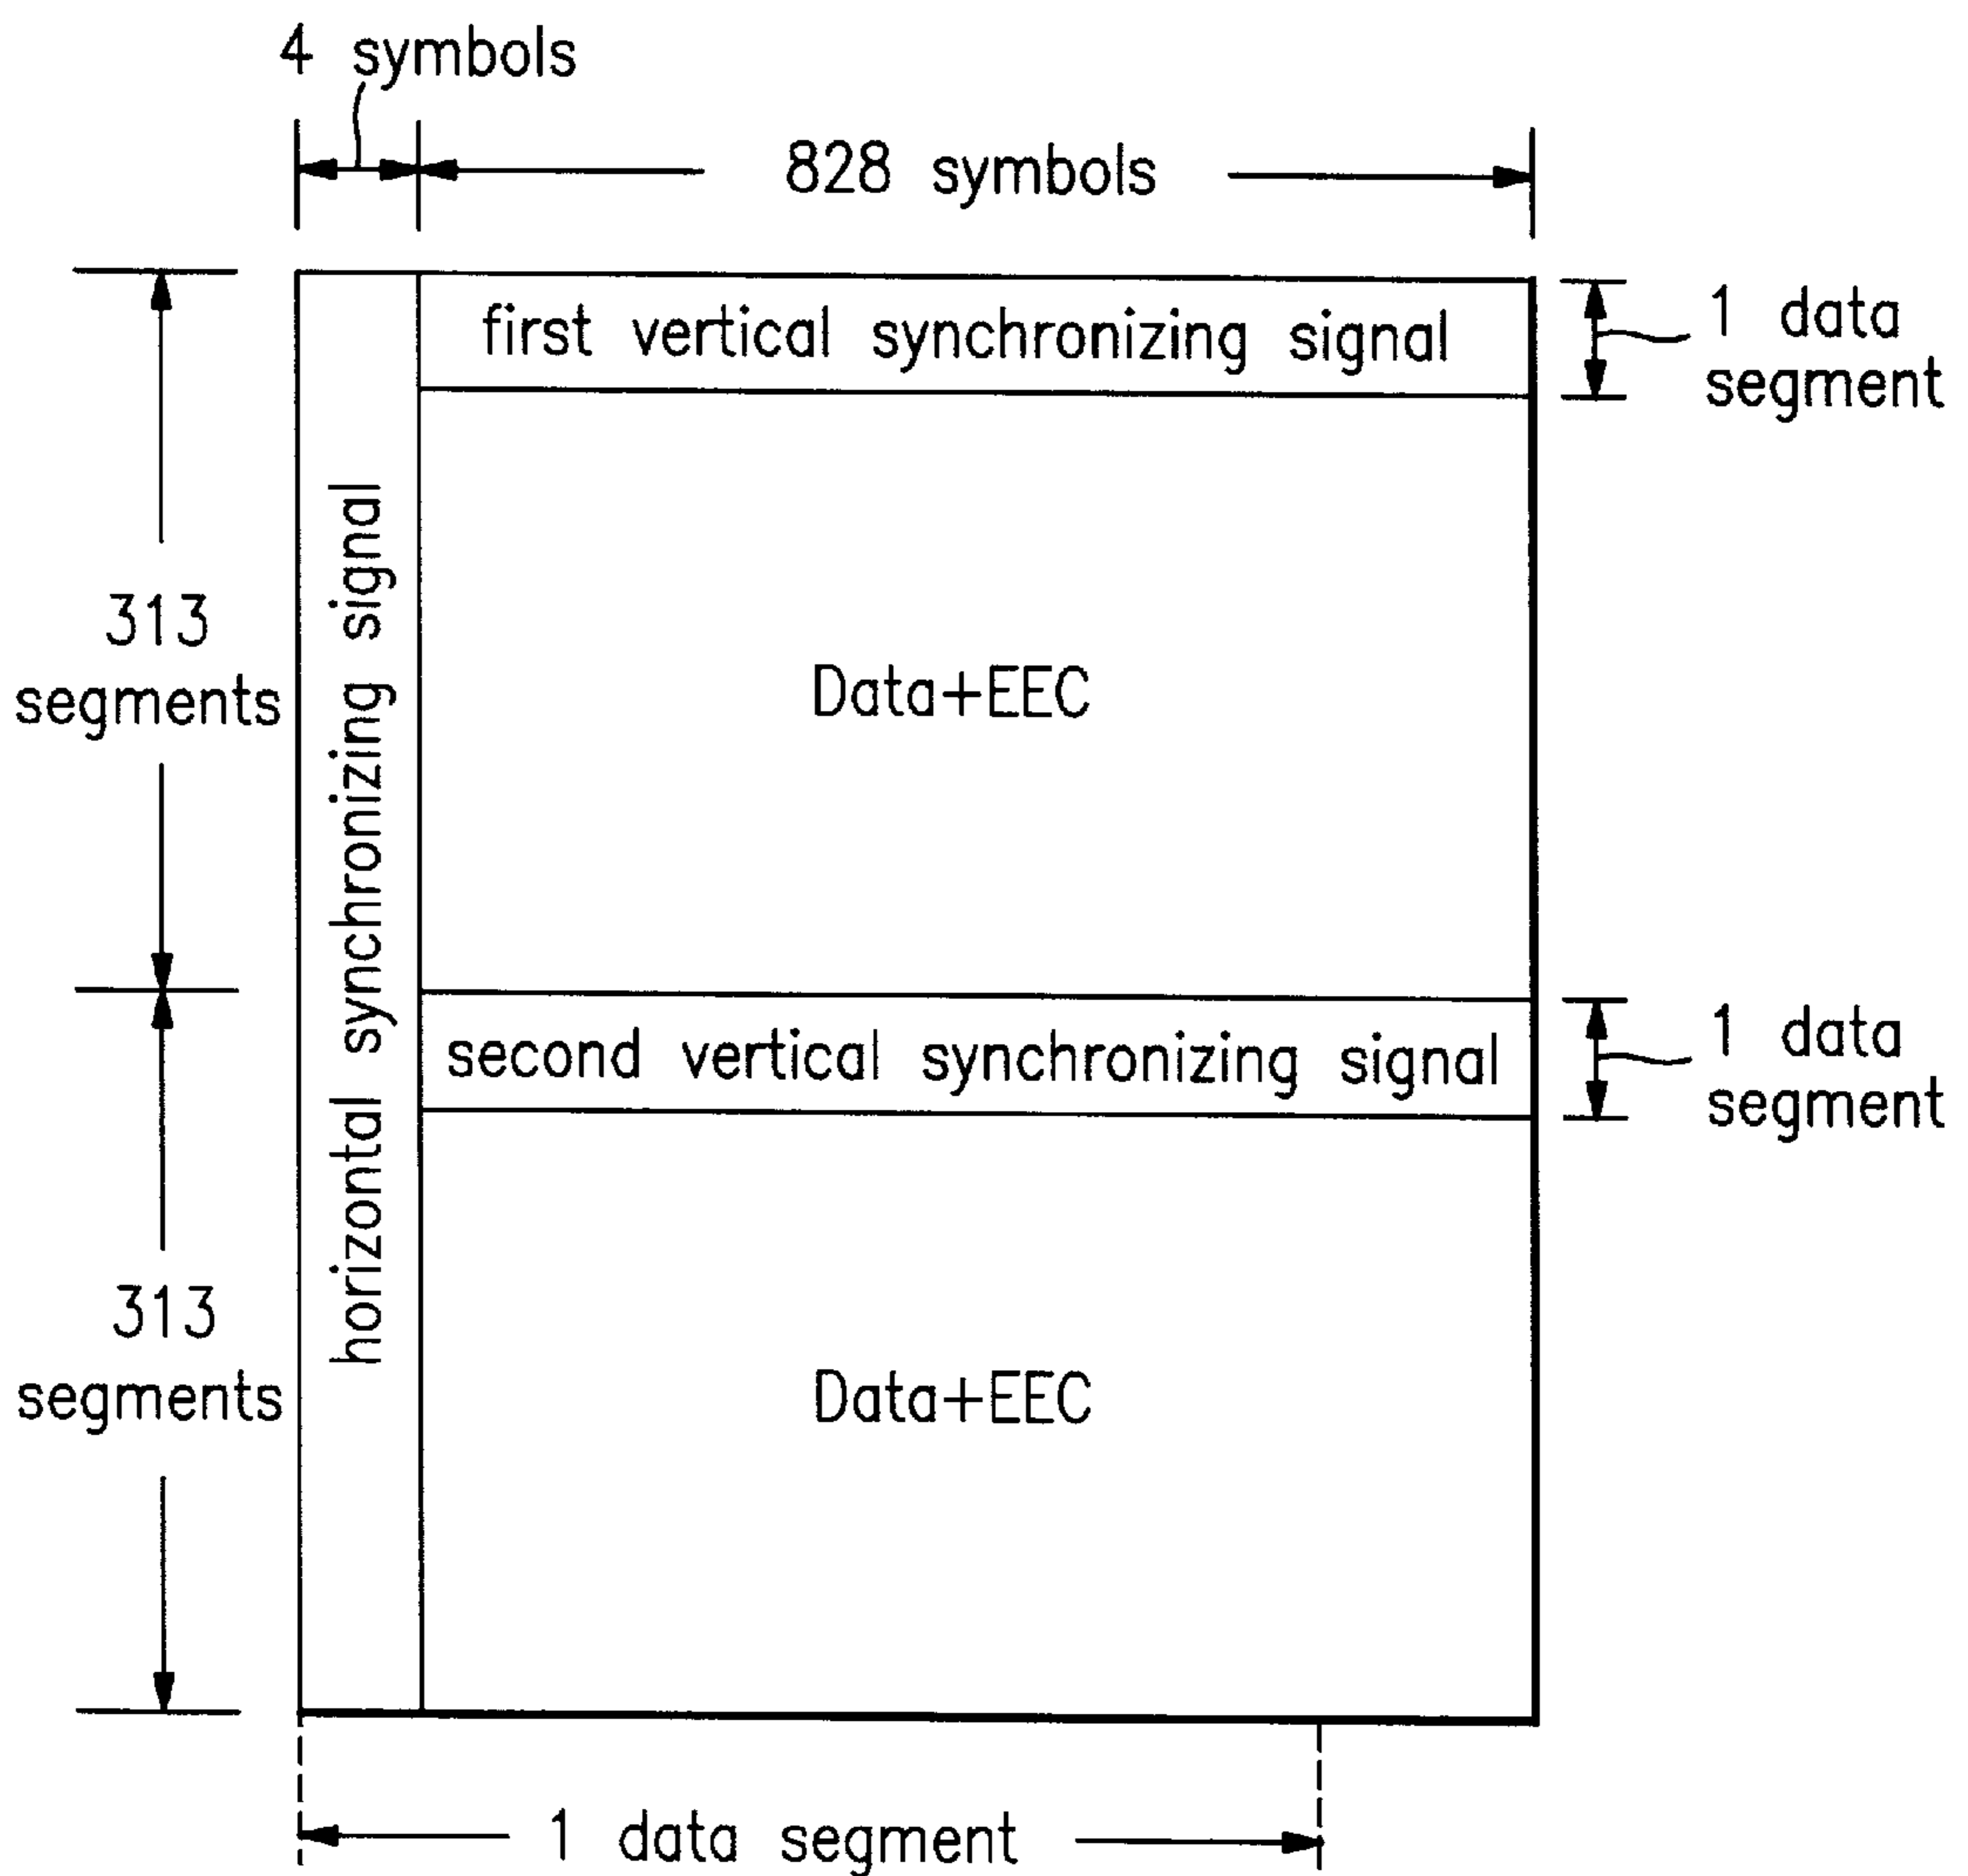 4 symbols
828 symbols
first vertical synchronizing signal
1 data
segment
313
segments
horizontal synchronizing signal
Data+EEC
second vertical synchronizing signal
1 data
segment
313
segments
Data+EEC
1 data segment